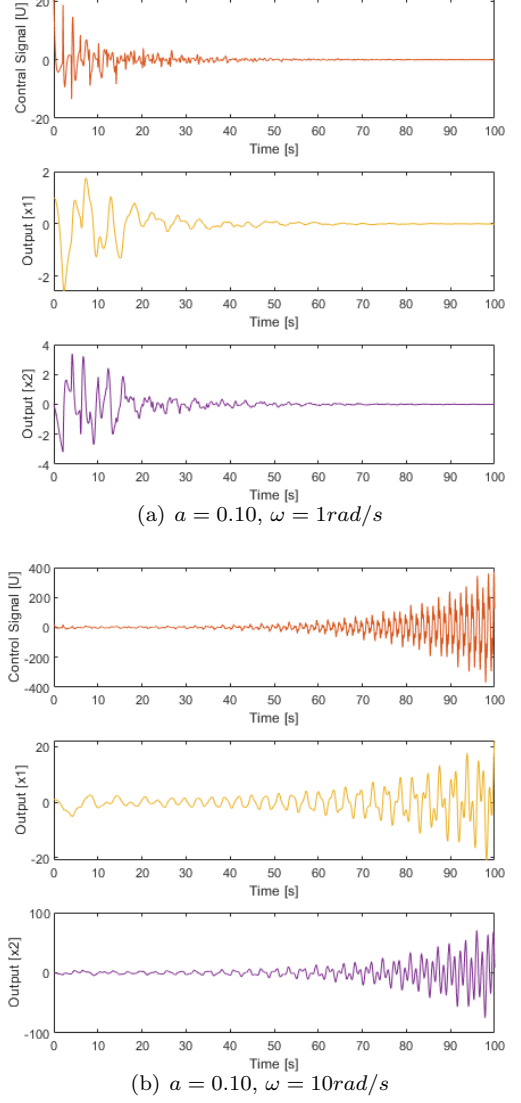 20
0
-20
Contral Signal [U]
0 10 20 30 40 50 60 70 80 90 100
Time [s]
2
0
-2
Output [x1]
0 10 20 30 40 50 60 70 80 90 100
Time [s]
4
2
0
-2
-4
Output [x2]
0 10 20 30 40 50 60 70 80 90 100
Time [s]
(a) a = 0.10, ω = 1rad/s
400
200
0
-200
-400
Control Signal [U]
0 10 20 30 40 50 60 70 80 90 100
Time [s]
20
0
-20
Output [x1]
0 10 20 30 40 50 60 70 80 90 100
Time [s]
100
0
-100
Output [x2]
0 10 20 30 40 50 60 70 80 90 100
Time [s]
(b) a = 0.10, ω = 10rad/s